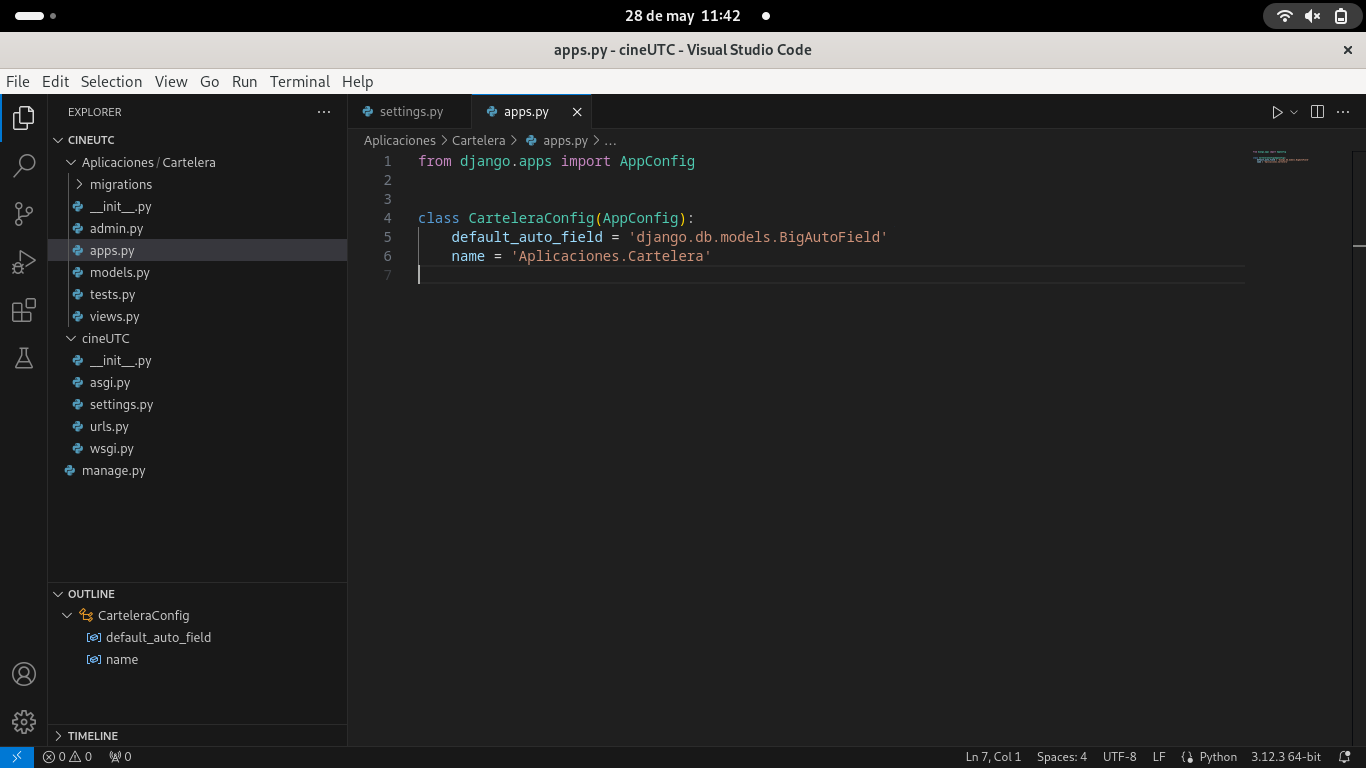 28 de may 11:42
apps.py - cineUTC - Visual Studio Code
File Edit Selection View Go Run Terminal Help
EXPLORER
CINEUTC
Aplicaciones / Cartelera
migrations
__init__.py
admin.py
apps.py
models.py
tests.py
views.py
cineUTC
__init__.py
asgi.py
settings.py
urls.py
wsgi.py
manage.py
OUTLINE
CarteleraConfig
default_auto_field
name
TIMELINE
settings.py apps.py
Aplicaciones > Cartelera > apps.py > ...
1 from django.apps import AppConfig
2
3
4 class CarteleraConfig(AppConfig):
5     default_auto_field = 'django.db.models.BigAutoField'
6     name = 'Aplicaciones.Cartelera'
7
0 0 0 Ln 7, Col 1 Spaces: 4 UTF-8 LF Python 3.12.3 64-bit